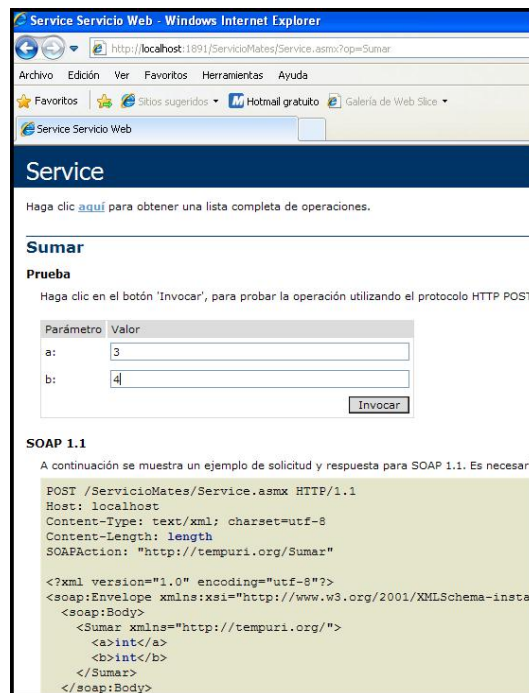 Service Servicio Web - Windows Internet Explorer
http://localhost:1891/ServicioMates/Service.asmx?op=Sumar
Archivo Edición Ver Favoritos Herramientas Ayuda
Favoritos Sitios sugeridos Hotmail gratuito Galería de Web Slice
Service Servicio Web
Service
Haga clic aquí para obtener una lista completa de operaciones.
Sumar
Prueba
Haga clic en el botón 'Invocar', para probar la operación utilizando el protocolo HTTP POST
Parámetro Valor
a: 3
b: 4
Invocar
SOAP 1.1
A continuación se muestra un ejemplo de solicitud y respuesta para SOAP 1.1. Es necesar
POST /ServicioMates/Service.asmx HTTP/1.1
Host: localhost
Content-Type: text/xml; charset=utf-8
Content-Length: length
SOAPAction: "http://tempuri.org/Sumar"
<?xml version="1.0" encoding="utf-8"?>
<soap:Envelope xmlns:xsi="http://www.w3.org/2001/XMLSchema-insta
<soap:Body>
<Sumar xmlns="http://tempuri.org/">
<a>int</a>
<b>int</b>
</Sumar>
</soap:Body>